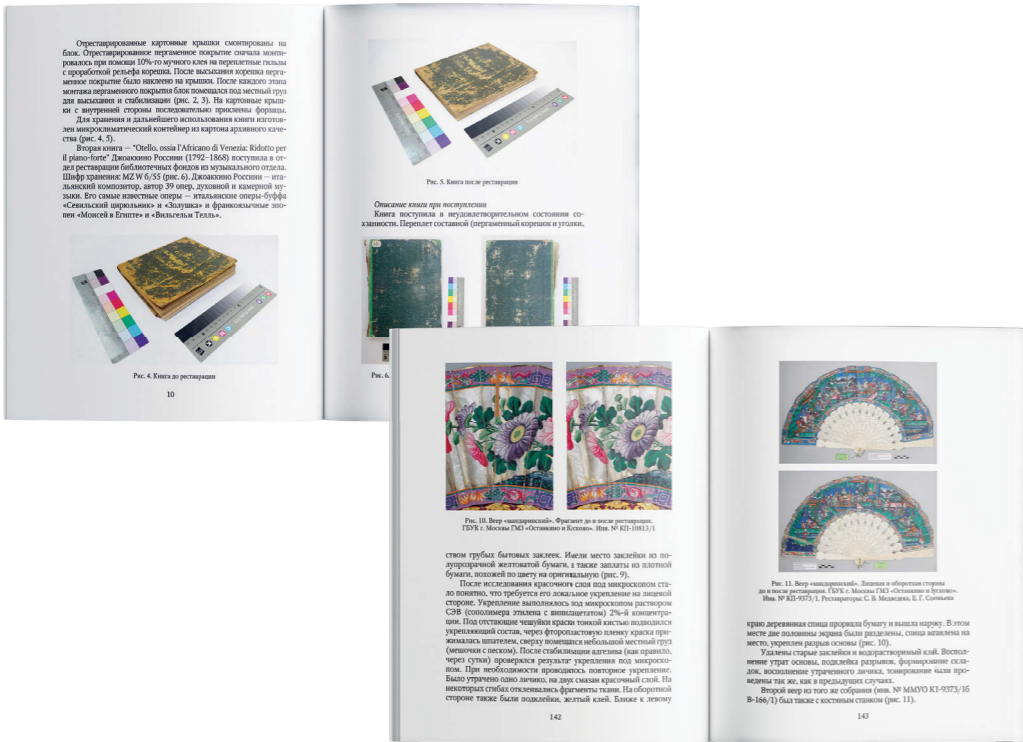 Отреставрированные картонные крышки смонтированы на
блок. Отреставрированное пергаменное покрытие сначала монти-
ровалось при помощи 10%-го мучного клея на переплетные гильзы
с проработкой рельефа корешка. После высыхания корешка перга-
менное покрытие было наклеено на крышки. После каждого этапа
монтажа пергаменного покрытия блок помещался под местный груз
для высыхания и стабилизации (рис. 2, 3). На картонные крыш-
ки с внутренней стороны последовательно приклеены форзацы.
Для хранения и дальнейшего использования книги изготов-
лен микроклиматический контейнер из картона архивного каче-
ства (рис. 4, 5).
Вторая книга — "Otello, ossia l'Africano di Venezia: Ridotto per
il piano-forte" Джоаккино Россини (1792–1868) поступила в от-
дел реставрации библиотечных фондов из музыкального отдела.
Шифр хранения: MZ W б/55 (рис. 6). Джоаккино Россини — ита-
льянский композитор, автор 39 опер, духовной и камерной му-
зыки. Его самые известные оперы — итальянские оперы-буффа
«Севильский цирюльник» и «Золушка» и франкоязычные эпо-
пеи «Моисей в Египте» и «Вильгельм Телль».
Рис. 4. Книга до реставрации
10
Рис. 5. Книга после реставрации
Описание книги при поступлении
Книга поступила в неудовлетворительном состоянии со-
хранности. Переплет составной (пергаменный корешок и уголки,
Рис. 6.
Рис. 10. Веер «мандаринский». Фрагмент до и после реставрации.
ГБУК г. Москвы ГМЗ «Останкино и Кусково». Инв. № КП-10813/1
ством грубых бытовых заклеек. Имели место заклейки из по-
лупрозрачной желтоватой бумаги, а также заплаты из плотной
бумаги, похожей по цвету на оригинальную (рис. 9).
После исследования красочного слоя под микроскопом ста-
ло понятно, что требуется его локальное укрепление на лицевой
стороне. Укрепление выполнялось под микроскопом раствором
СЭВ (сополимера этилена с винилацетатом) 2%-й концентра-
ции. Под отстающие чешуйки краски тонкой кистью подводился
укрепляющий состав, через фторопластовую пленку краска при-
жималась шпателем, сверху помещался небольшой местный груз
(мешочки с песком). После стабилизации адгезива (как правило,
через сутки) проверялся результат укрепления под микроско-
пом. При необходимости проводилось повторное укрепление.
Было утрачено одно личико, на двух смазан красочный слой. На
некоторых сгибах отклеивались фрагменты ткани. На оборотной
стороне также были подклейки, желтый клей. Ближе к левому
142
Рис. 11. Веер «мандаринский». Лицевая и оборотная стороны
до и после реставрации. ГБУК г. Москвы ГМЗ «Останкино и Кусково».
Инв. № КП-9373/1. Реставраторы: С. В. Медведева, Е. Г. Соловьева
краю деревянная спица прорвала бумагу и вышла наружу. В этом
месте две половины экрана были разделены, спица вставлена на
место, укреплен разрыв основы (рис. 10).
Удалены старые заклейки и водорастворимый клей. Воспол-
нение утрат основы, подклейка разрывов, формирование скла-
док, восполнение утраченного личика, тонирование были про-
ведены так же, как в предыдущих случаях.
Второй веер из того же собрания (инв. № ММУО КП-9373/1б
В-166/1) был также с костяным станком (рис. 11).
143